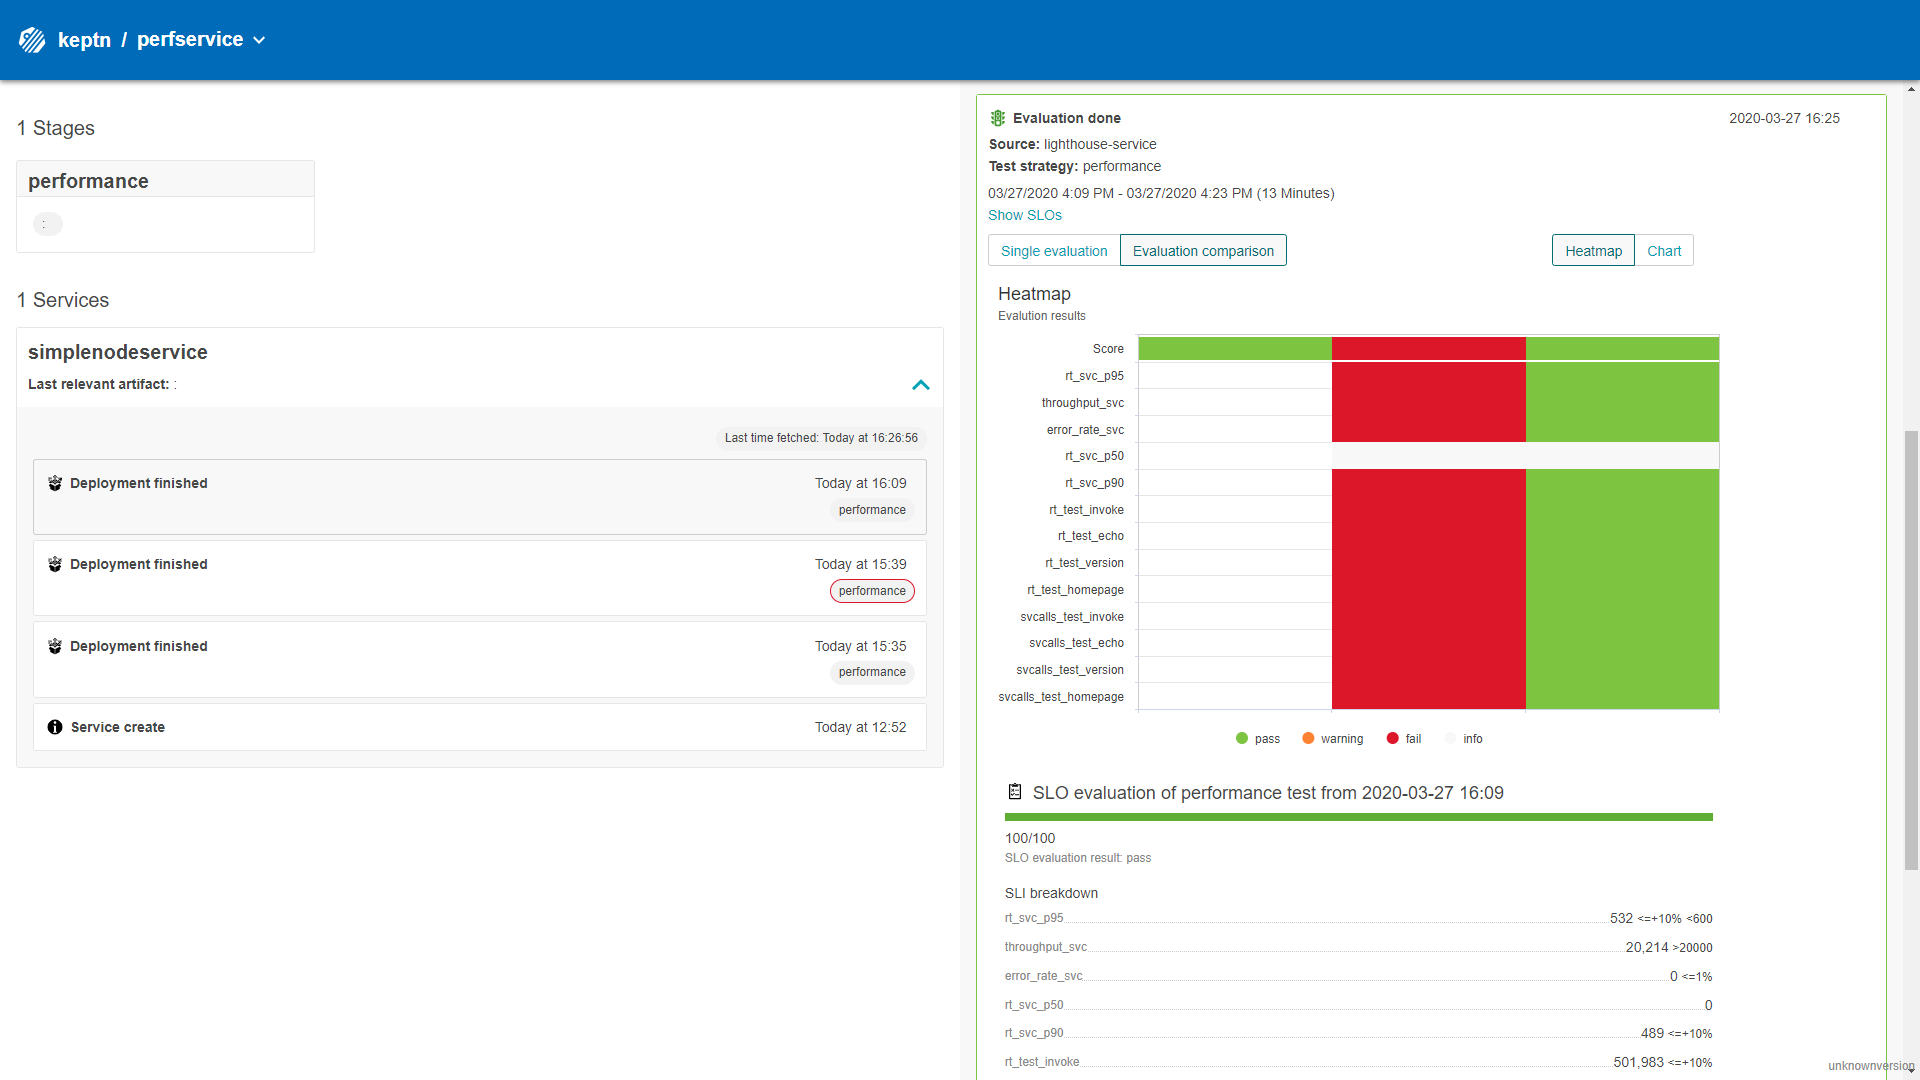 keptn / perfservice
1 Stages
performance
:
1 Services
simplenodeservice
Last relevant artifact: :
Last time fetched: Today at 16:26:56
Deployment finished
Today at 16:09
performance
Deployment finished
Today at 15:39
performance
Deployment finished
Today at 15:35
performance
Service create
Today at 12:52
Evaluation done
2020-03-27 16:25
Source: lighthouse-service
Test strategy: performance
03/27/2020 4:09 PM - 03/27/2020 4:23 PM (13 Minutes)
Show SLOs
Single evaluation
Evaluation comparison
Heatmap
Chart
Heatmap
Evalution results
Score
rt_svc_p95
throughput_svc
error_rate_svc
rt_svc_p50
rt_svc_p90
rt_test_invoke
rt_test_echo
rt_test_version
rt_test_homepage
svcalls_test_invoke
svcalls_test_echo
svcalls_test_version
svcalls_test_homepage
pass
warning
fail
info
SLO evaluation of performance test from 2020-03-27 16:09
100/100
SLO evaluation result: pass
SLI breakdown
rt_svc_p95 532 <=+10% <600
throughput_svc 20,214 >20000
error_rate_svc 0 <=1%
rt_svc_p50 0
rt_svc_p90 489 <=+10%
rt_test_invoke 501,983 <=+10%
unknownversion